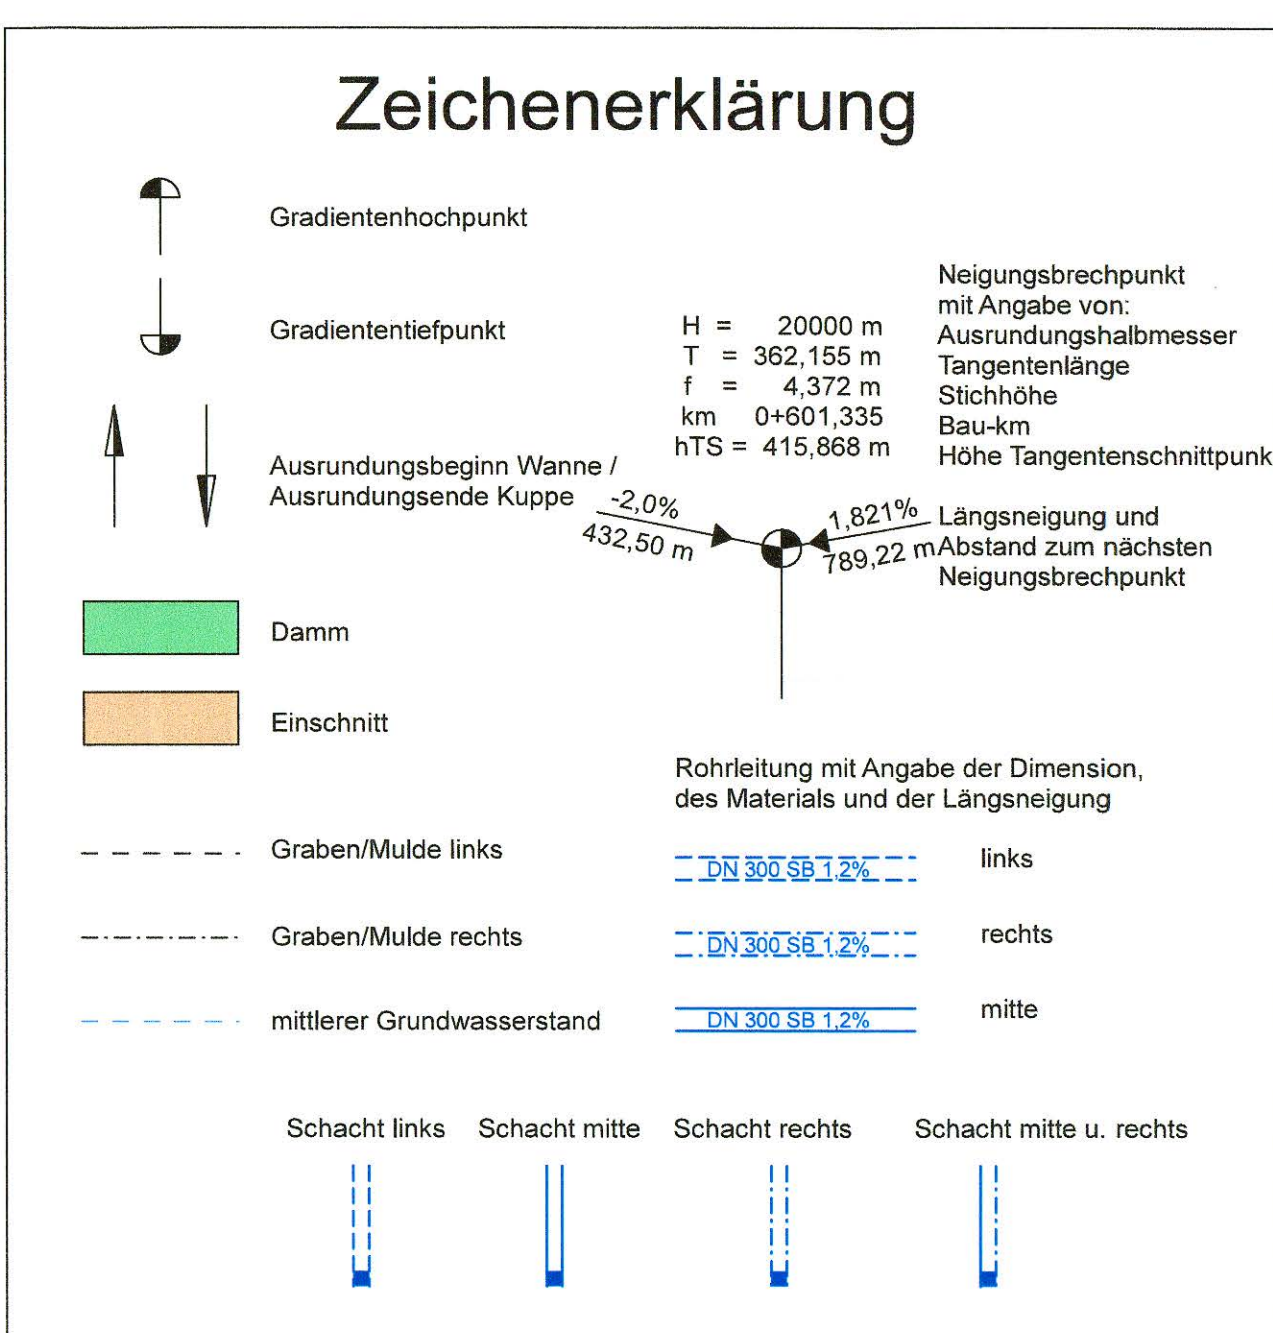 Zeichenerklärung
Gradientenhochpunkt
Gradiententiefpunkt
Ausrundungsbeginn Wanne /
Ausrundungsende Kuppe
H = 20000 m
T = 362,155 m
f = 4,372 m
km 0+601,335
hTS = 415,868 m
Neigungsbrechpunkt
mit Angabe von:
Ausrundungshalbmesser
Tangentenlänge
Stichhöhe
Bau-km
Höhe Tangentenschnittpunk
-2,0%
432,50 m
1,821%
789,22 m
Längsneigung und
Abstand zum nächsten
Neigungsbrechpunkt
Damm
Einschnitt
Graben/Mulde links
Graben/Mulde rechts
mittlerer Grundwasserstand
Rohrleitung mit Angabe der Dimension,
des Materials und der Längsneigung
DN 300 SB 1,2%
links
DN 300 SB 1,2%
rechts
DN 300 SB 1,2%
mitte
Schacht links
Schacht mitte
Schacht rechts
Schacht mitte u. rechts